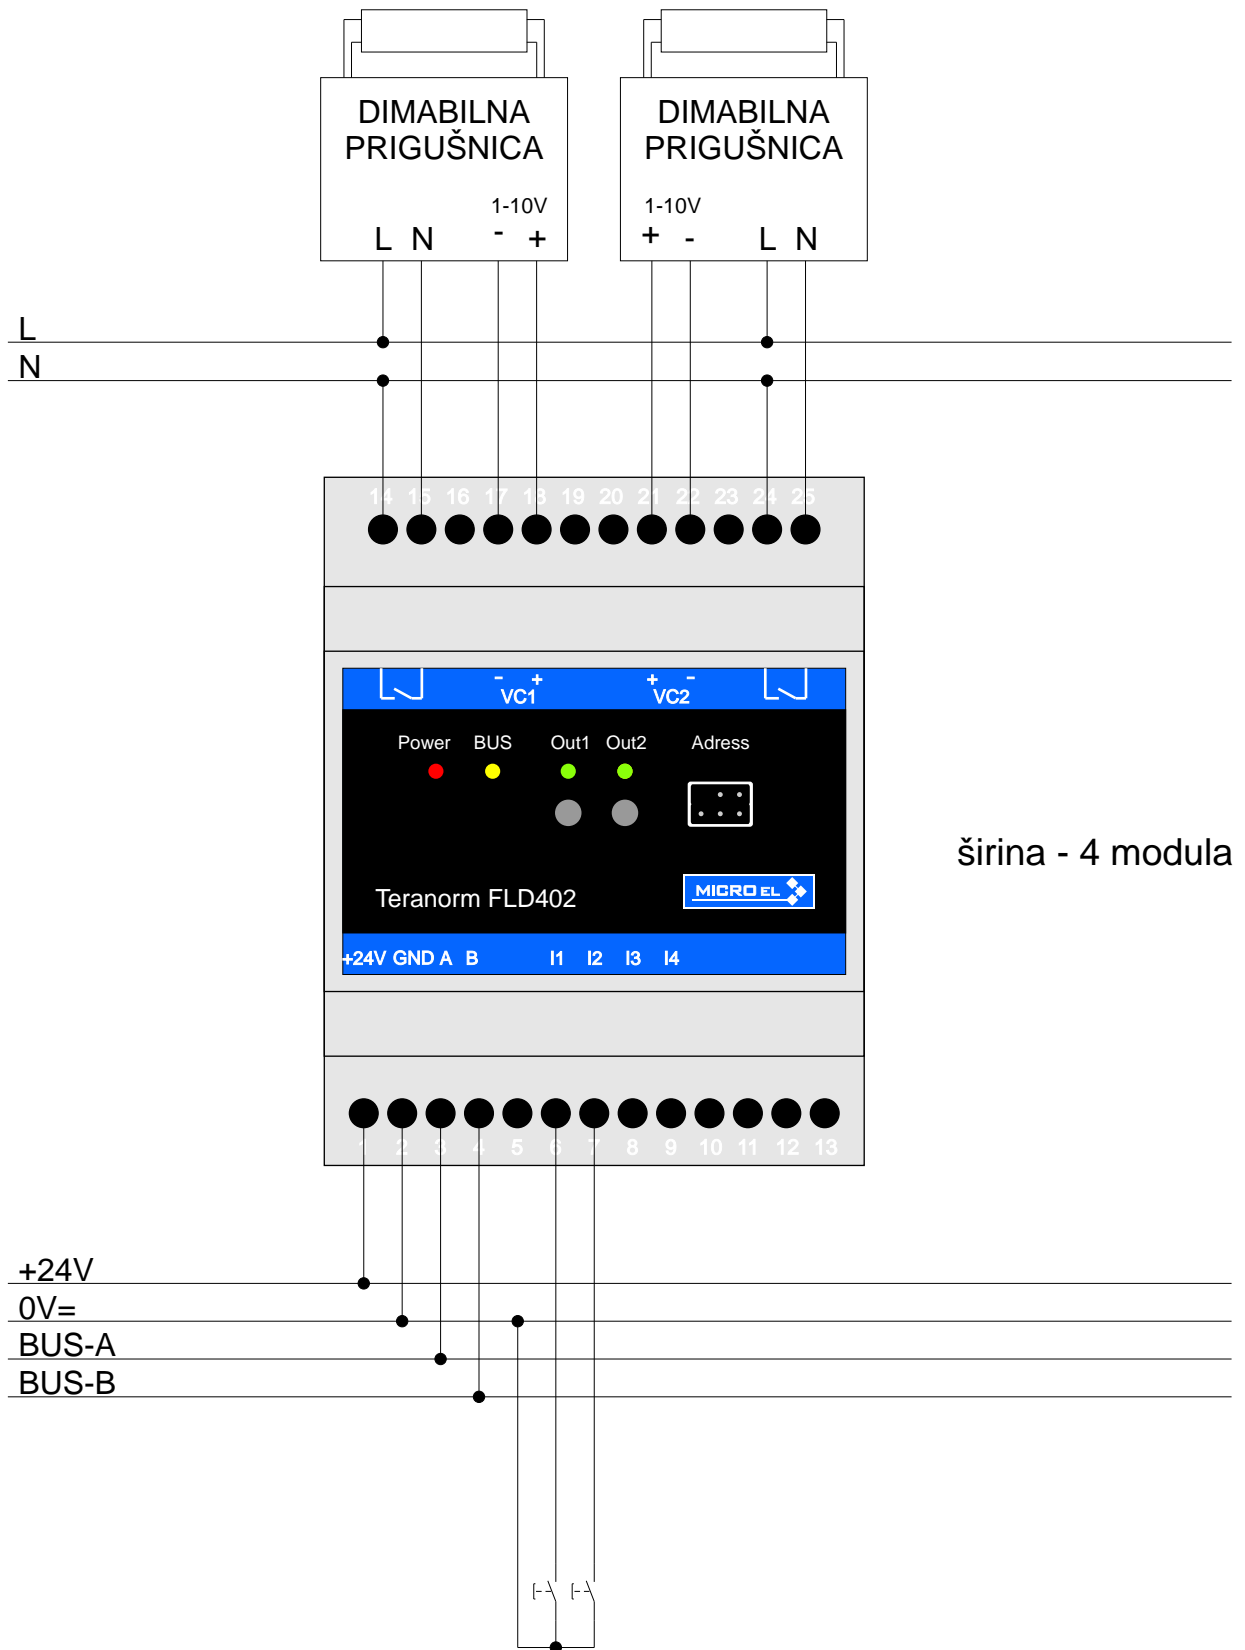 DIMABILNA
PRIGUŠNICA
1-10V
L N - +
DIMABILNA
PRIGUŠNICA
1-10V
+ - L N
L
N
14 15 16 17 18 19 20 21 22 23 24 25
- + + -
VC1 VC2
Power BUS Out1 Out2 Adress
širina - 4 modula
Teranorm FLD402
MICRO EL
+24V GND A B I1 I2 I3 I4
1 2 3 4 5 6 7 8 9 10 11 12 13
+24V
0V=
BUS-A
BUS-B